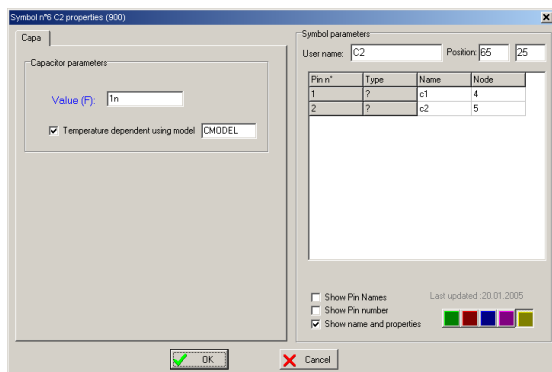 Symbol n°6 C2 properties (900)
Capa
Capacitor parameters
Value (F): 1n
Temperature dependent using model CMODEL
Symbol parameters
User name: C2 Position: 65 25
Pin n° Type Name Node
1 ? c1 4
2 ? c2 5
Show Pin Names Last updated :20.01.2005
Show Pin number
Show name and properties
OK Cancel